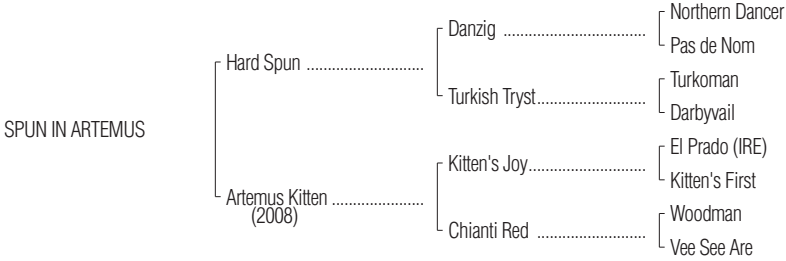 Northern Dancer
Danzig ................................
Pas de Nom
Hard Spun ..........................
Turkoman
Turkish Tryst........................
Darbyvail
SPUN IN ARTEMUS
El Prado (IRE)
Kitten's Joy..........................
Kitten's First
Artemus Kitten ....................
(2008)
Woodman
Chianti Red ........................
Vee See Are